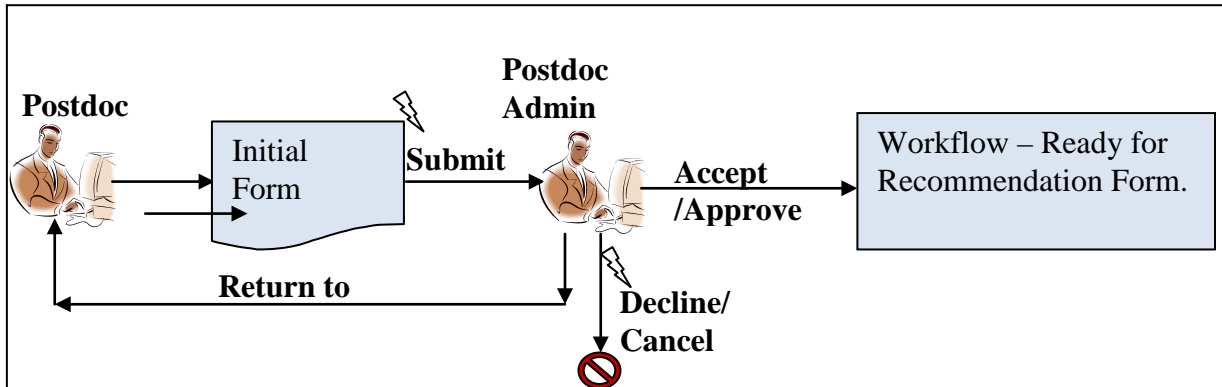 Postdoc
Initial
Form
Submit
Postdoc
Admin
Accept
/Approve
Workflow – Ready for
Recommendation Form.
Return to
Decline/
Cancel